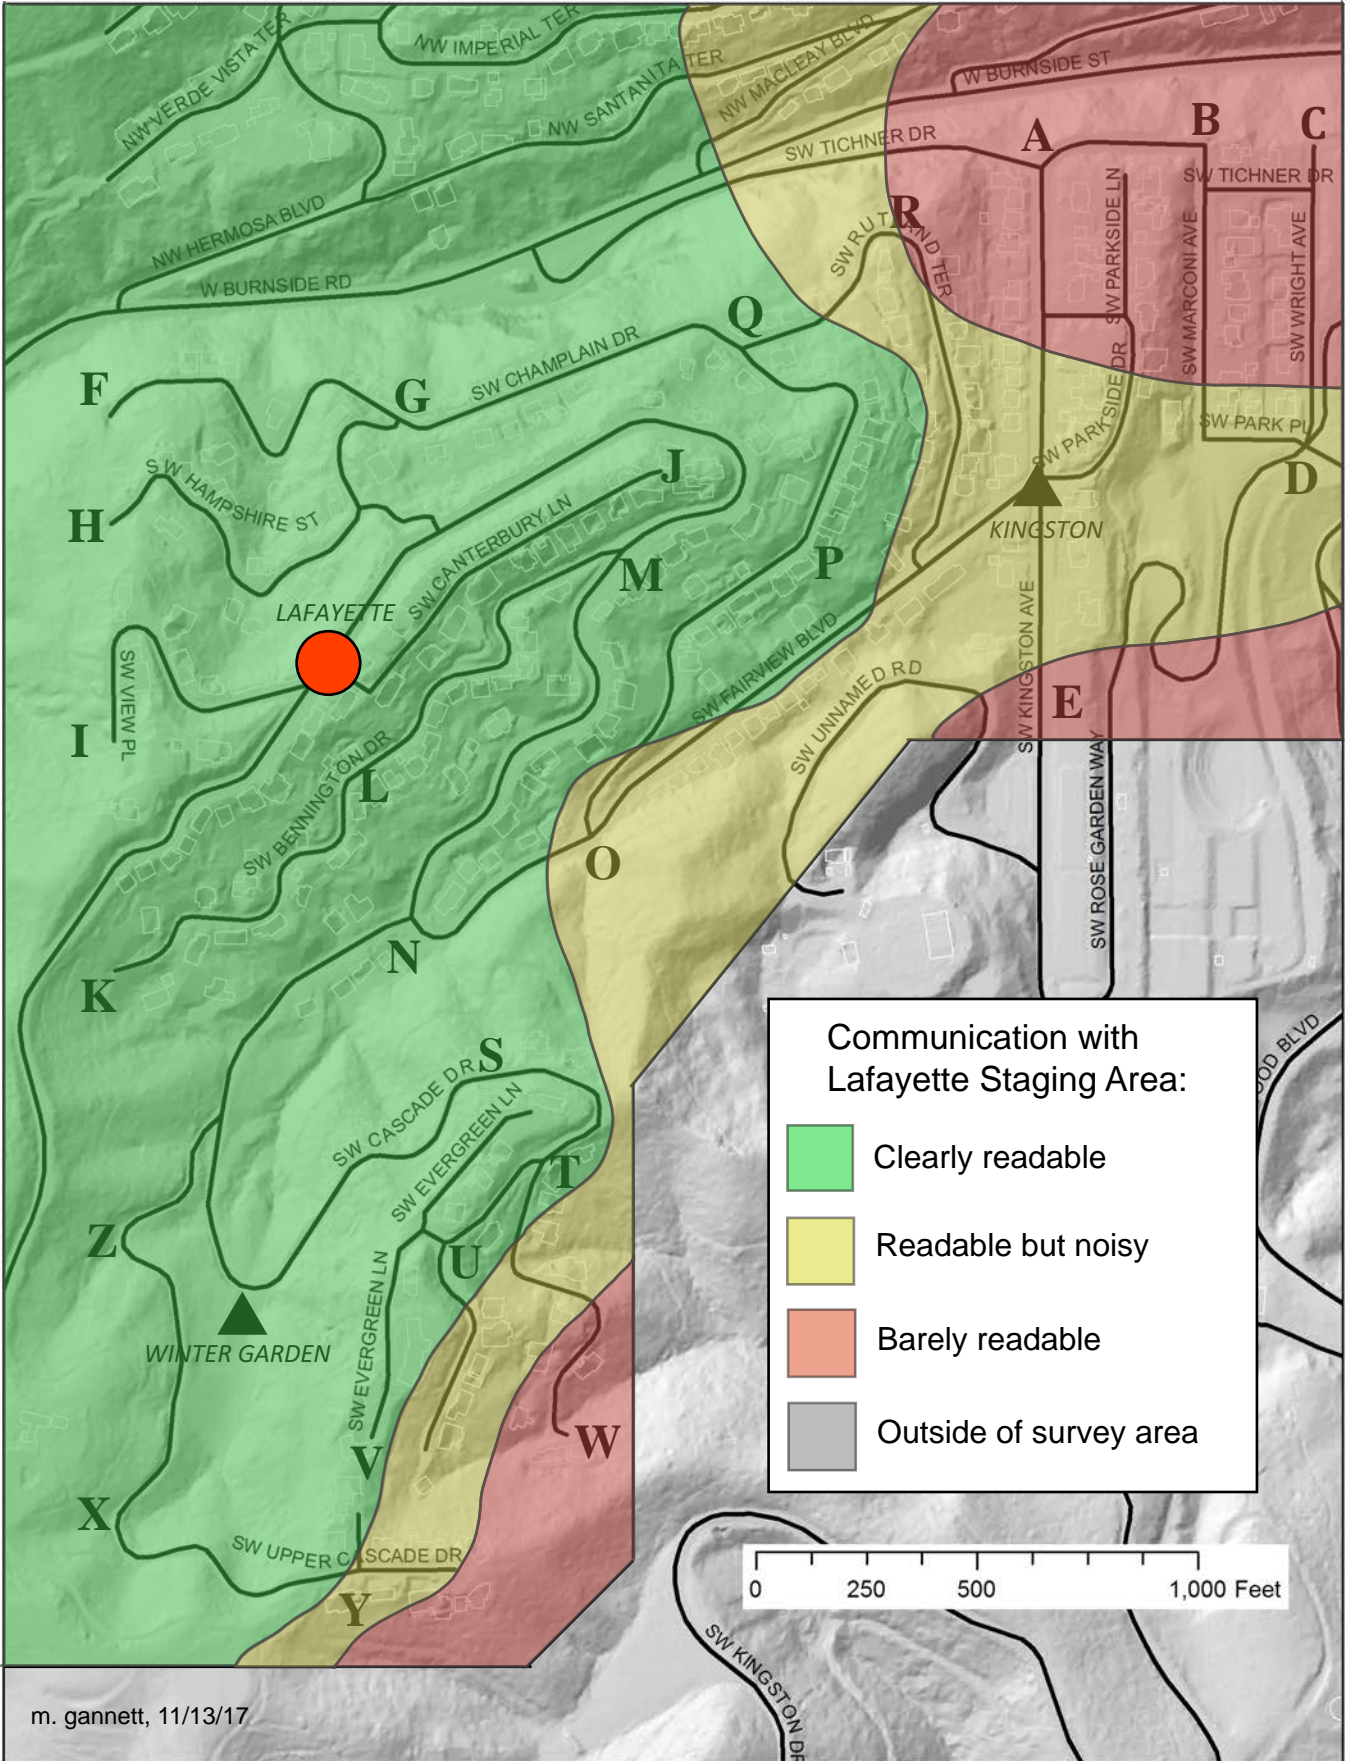 NW VERDE VISTA TER
NW IMPERIAL TER
NW SANTANITA TER
NW MACLEAY BLVD
W BURNSIDE ST
SW TICHNER DR
A
B
C
SW TICHNER DR
NW HERMOSA BLVD
W BURNSIDE RD
R
SW RUTLAND TER
SW PARKSIDE LN
SW MARCONI AVE
SW WRIGHT AVE
Q
SW CHAMPLAIN DR
F
G
SW PARKSIDE DR
SW PARK PL
D
J
SW HAMPSHIRE ST
H
SW CANTERBURY LN
KINGSTON
M
P
LAFAYETTE
SW VIEW PL
I
SW FAIRVIEW BLVD
SW UNNAMED RD
SW KINGSTON AVE
E
SW ROSE GARDEN WAY
SW BENNINGTON DR
L
O
N
K
S
SW CASCADE DR
SW EVERGREEN LN
T
Z
U
WINTER GARDEN
SW EVERGREEN LN
V
W
X
SW UPPER CASCADE DR
Y
OOD BLVD
Communication with
Lafayette Staging Area:
Clearly readable
Readable but noisy
Barely readable
Outside of survey area
0 250 500 1,000 Feet
SW KINGSTON DR
m. gannett, 11/13/17